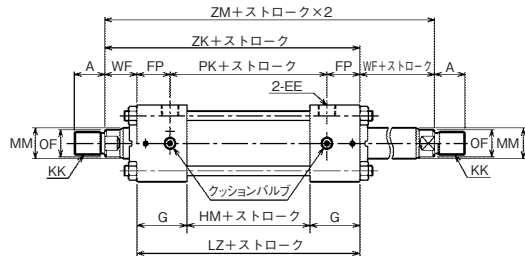 ZM+ストローク×2
ZK+ストローク
A WF FP PK+ストローク FP WF+ストローク A
2-EE
MM OF OF MM
KK KK
クッションバルブ
G HM+ストローク G
LZ+ストローク